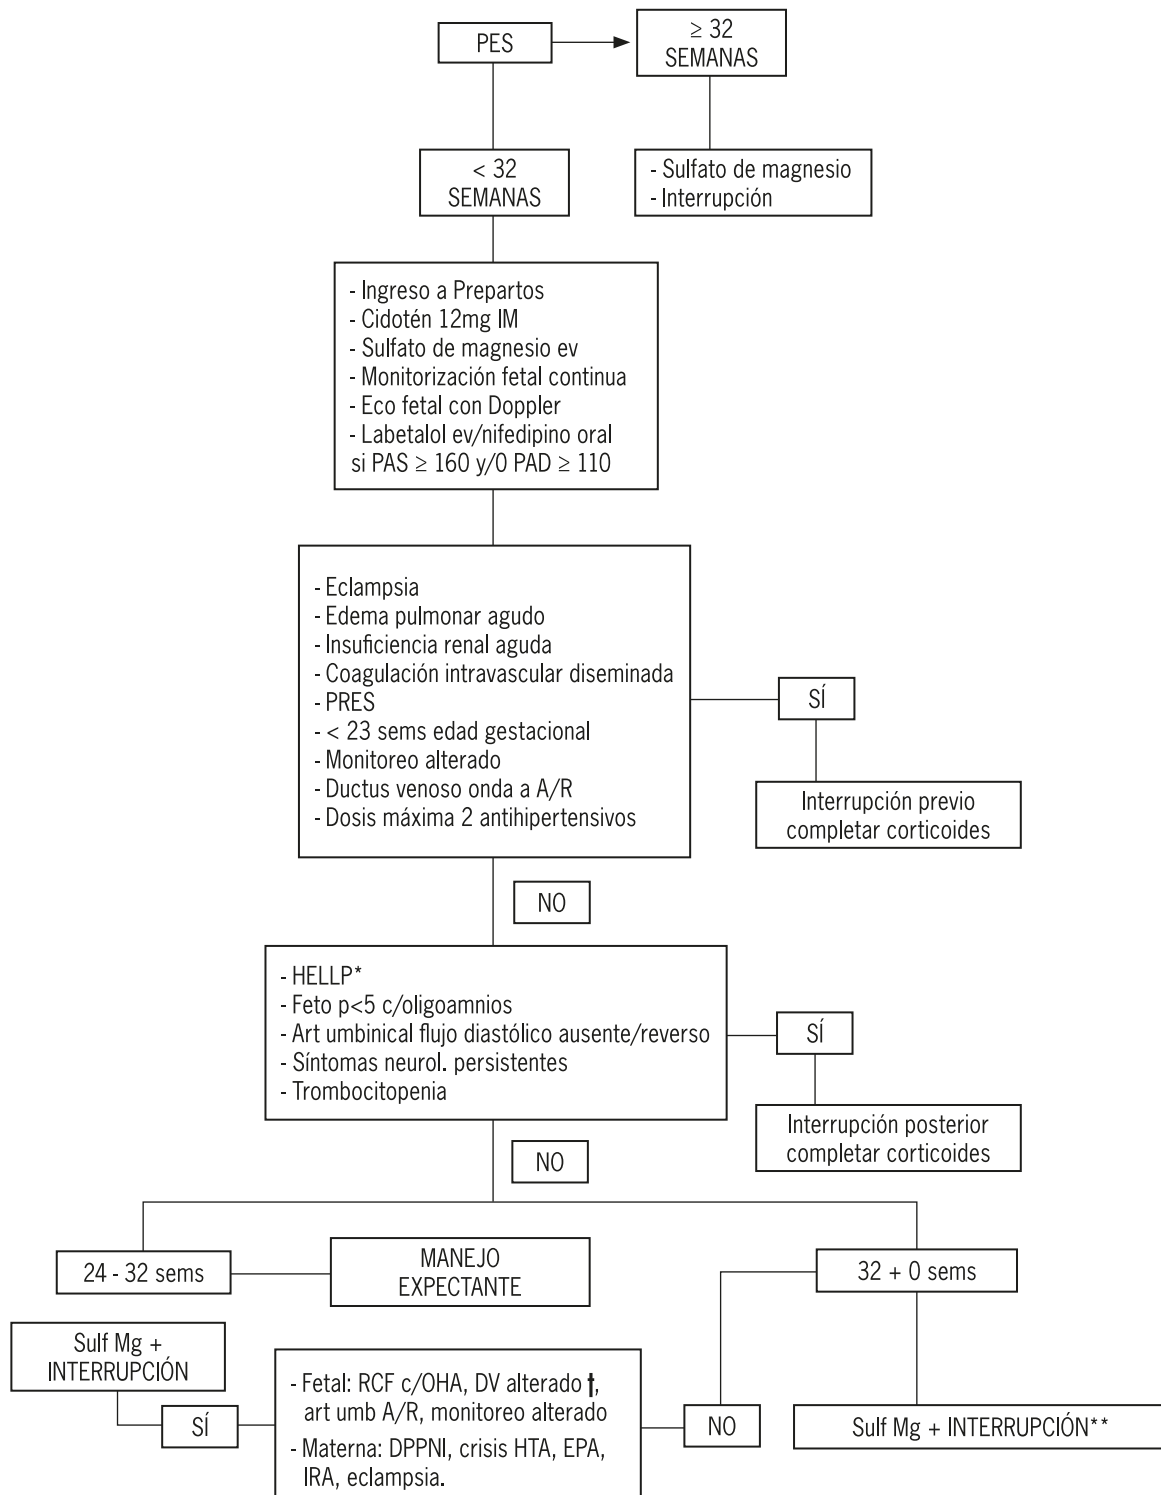 PES
≥ 32
SEMANAS
< 32
SEMANAS
- Sulfato de magnesio
- Interrupción
- Ingreso a Prepartos
- Cidotén 12mg IM
- Sulfato de magnesio ev
- Monitorización fetal continua
- Eco fetal con Doppler
- Labetalol ev/nifedipino oral
si PAS ≥ 160 y/0 PAD ≥ 110
- Eclampsia
- Edema pulmonar agudo
- Insuficiencia renal aguda
- Coagulación intravascular diseminada
- PRES
- < 23 sems edad gestacional
- Monitoreo alterado
- Ductus venoso onda a A/R
- Dosis máxima 2 antihipertensivos
SÍ
Interrupción previo
completar corticoides
NO
- HELLP*
- Feto p<5 c/oligoamnios
- Art umbinical flujo diastólico ausente/reverso
- Síntomas neurol. persistentes
- Trombocitopenia
SÍ
Interrupción posterior
completar corticoides
NO
24 - 32 sems
MANEJO
EXPECTANTE
32 + 0 sems
Sulf Mg +
INTERRUPCIÓN
SÍ
- Fetal: RCF c/OHA, DV alterado †,
art umb A/R, monitoreo alterado
- Materna: DPPNI, crisis HTA, EPA,
IRA, eclampsia.
NO
Sulf Mg + INTERRUPCIÓN**